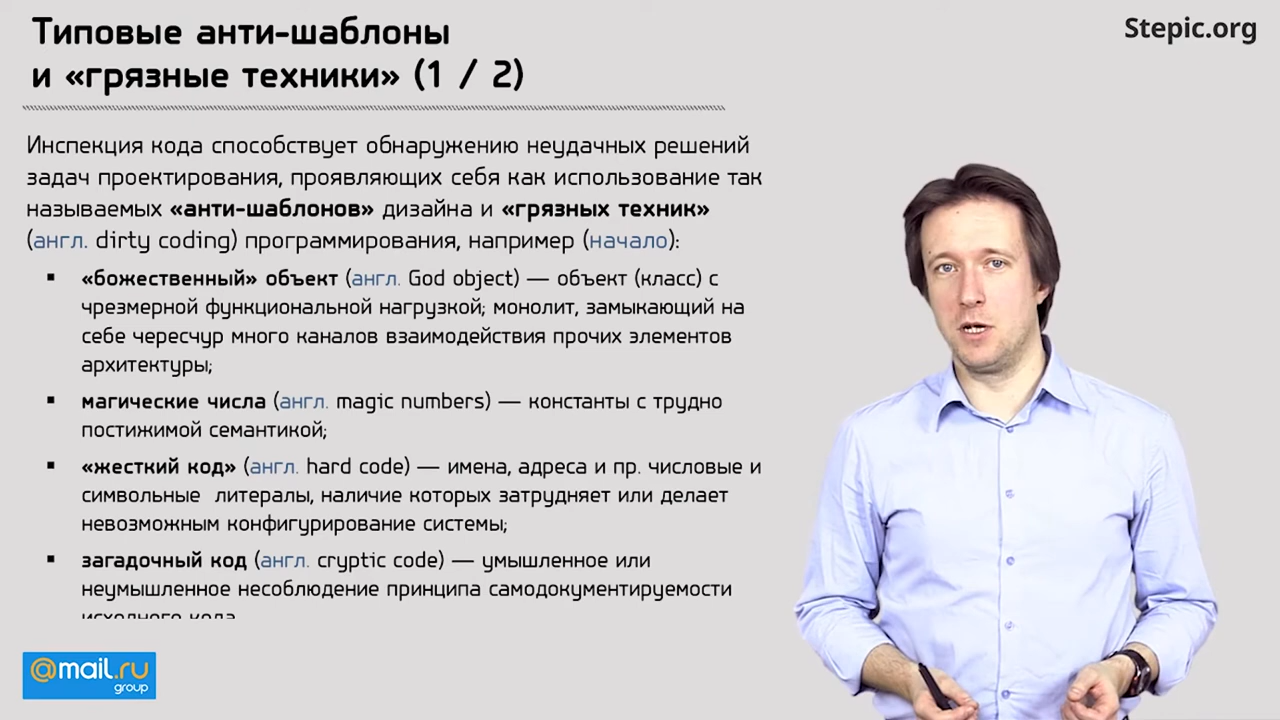 Типовые анти-шаблоны
и «грязные техники» (1 / 2)
Stepic.org
Инспекция кода способствует обнаружению неудачных решений
задач проектирования, проявляющих себя как использование так
называемых «анти-шаблонов» дизайна и «грязных техник»
(англ. dirty coding) программирования, например (начало):
▪ «божественный» объект (англ. God object) — объект (класс) с
чрезмерной функциональной нагрузкой; монолит, замыкающий на
себе чересчур много каналов взаимодействия прочих элементов
архитектуры;
▪ магические числа (англ. magic numbers) — константы с трудно
постижимой семантикой;
▪ «жесткий код» (англ. hard code) — имена, адреса и пр. числовые и
символьные литералы, наличие которых затрудняет или делает
невозможным конфигурирование системы;
▪ загадочный код (англ. cryptic code) — умышленное или
неумышленное несоблюдение принципа самодокументируемости
исходного кода
@mail.ru
group